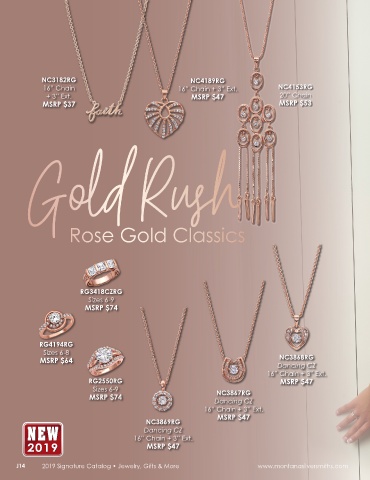 NC3182RG
16" Chain
+ 3" Ext.
MSRP $37
NC4189RG
16" Chain + 3" Ext.
MSRP $47
NC4153RG
20" Chain
MSRP $53
faith
Gold Rush
Rose Gold Classics
RG3418CZRG
Sizes 6-9
MSRP $74
RG4194RG
Sizes 6-8
MSRP $64
RG2550RG
Sizes 6-9
MSRP $74
NC3869RG
Dancing CZ
16" Chain + 3" Ext.
MSRP $47
NC3867RG
Dancing CZ
16" Chain + 3" Ext.
MSRP $47
NC3868RG
Dancing CZ
16" Chain + 3" Ext.
MSRP $47
NEW
2019
J14 2019 Signature Catalog • Jewelry, Gifts & More www.montanasilversmiths.com